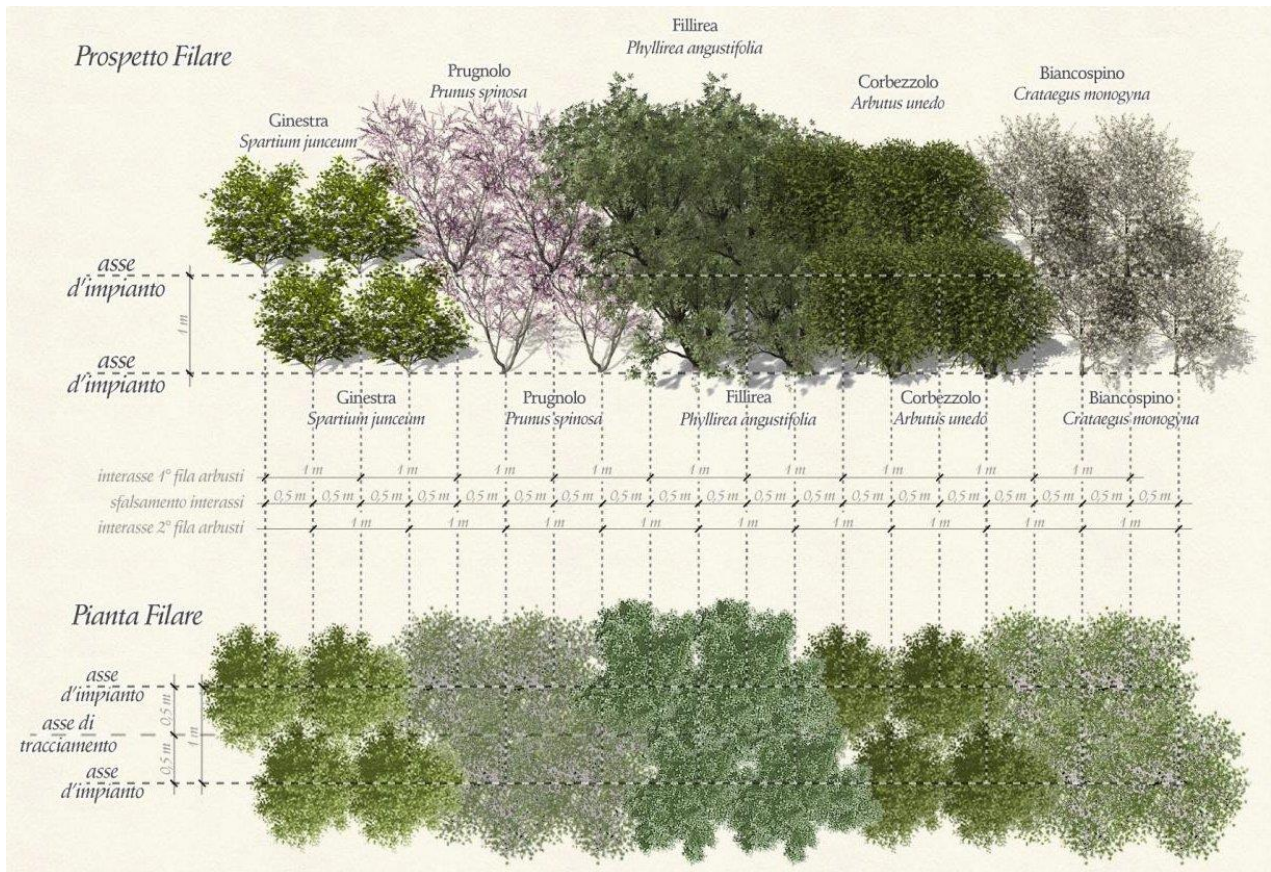 Prospetto Filare
Fillirea
Phyllirea angustifolia
Prugnolo
Prunus spinosa
Corbezzolo
Arbutus unedo
Biancospino
Crataegus monogyna
Ginestra
Spartium junceum
asse
d'impianto
1 m
asse
d'impianto
Ginestra
Spartium junceum
Prugnolo
Prunus spinosa
Fillirea
Phyllirea angustifolia
Corbezzolo
Arbutus unedo
Biancospino
Crataegus monogyna
interasse 1° fila arbusti 1 m 1 m 1 m 1 m 1 m 1 m 1 m 1 m 1 m
sfalsamento interassi 0,5 m 0,5 m 0,5 m 0,5 m 0,5 m 0,5 m 0,5 m 0,5 m 0,5 m 0,5 m 0,5 m 0,5 m 0,5 m 0,5 m 0,5 m 0,5 m 0,5 m 0,5 m 0,5 m
interasse 2° fila arbusti 1 m 1 m 1 m 1 m 1 m 1 m 1 m 1 m 1 m
Pianta Filare
asse
d'impianto
0,5 m
asse di
tracciamento
1 m
0,5 m
asse
d'impianto